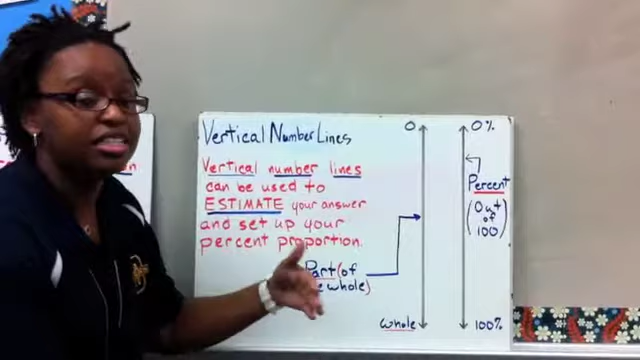 Vertical Number Lines
Vertical number lines
can be used to
ESTIMATE your answer
and set up your
percent proportion.
Part (of
whole)
0
whole
0%
Percent
(Out
of
100)
100%